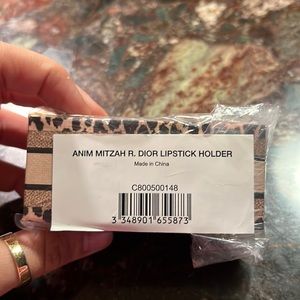 ANIM MITZAH R. DIOR LIPSTICK HOLDER
Made in China
C800500148
3 348901 655873